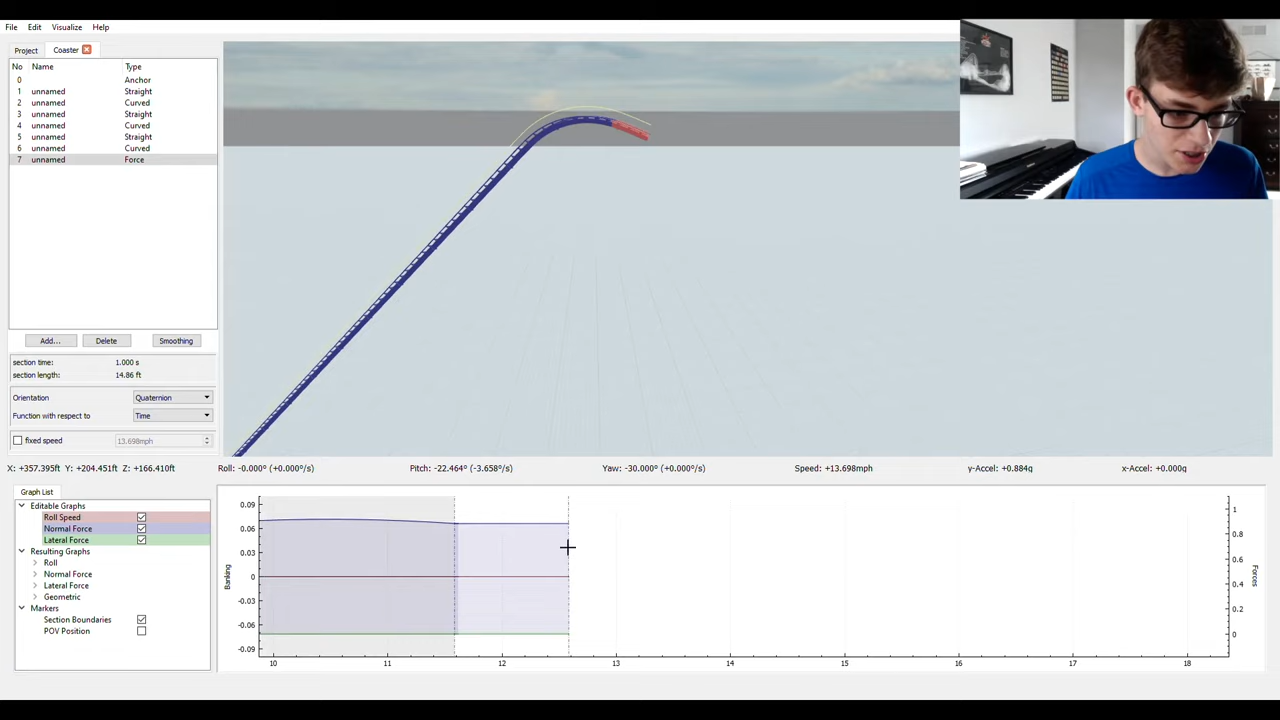 File Edit Visualize Help
Project Coaster
No Name Type
0 Anchor
1 unnamed Straight
2 unnamed Curved
3 unnamed Straight
4 unnamed Curved
5 unnamed Straight
6 unnamed Curved
7 unnamed Force
Add... Delete Smoothing
section time: 1.000 s
section length: 14.86 ft
Orientation Quaternion
Function with respect to Time
fixed speed 13.698mph
X: +357.395ft Y: +204.451ft Z: +166.410ft Roll: -0.000° (+0.000°/s) Pitch: -22.464° (-3.658°/s) Yaw: -30.000° (+0.000°/s) Speed: +13.698mph y-Accel: +0.884g x-Accel: +0.000g
Graph List
Editable Graphs
Roll Speed
Normal Force
Lateral Force
Resulting Graphs
Roll
Normal Force
Lateral Force
Geometric
Markers
Section Boundaries
POV Position
Banking
0.09
0.06
0.03
0
-0.03
-0.06
-0.09
10 11 12 13 14 15 16 17 18
1
0.8
0.6
0.4
0.2
0
Forces